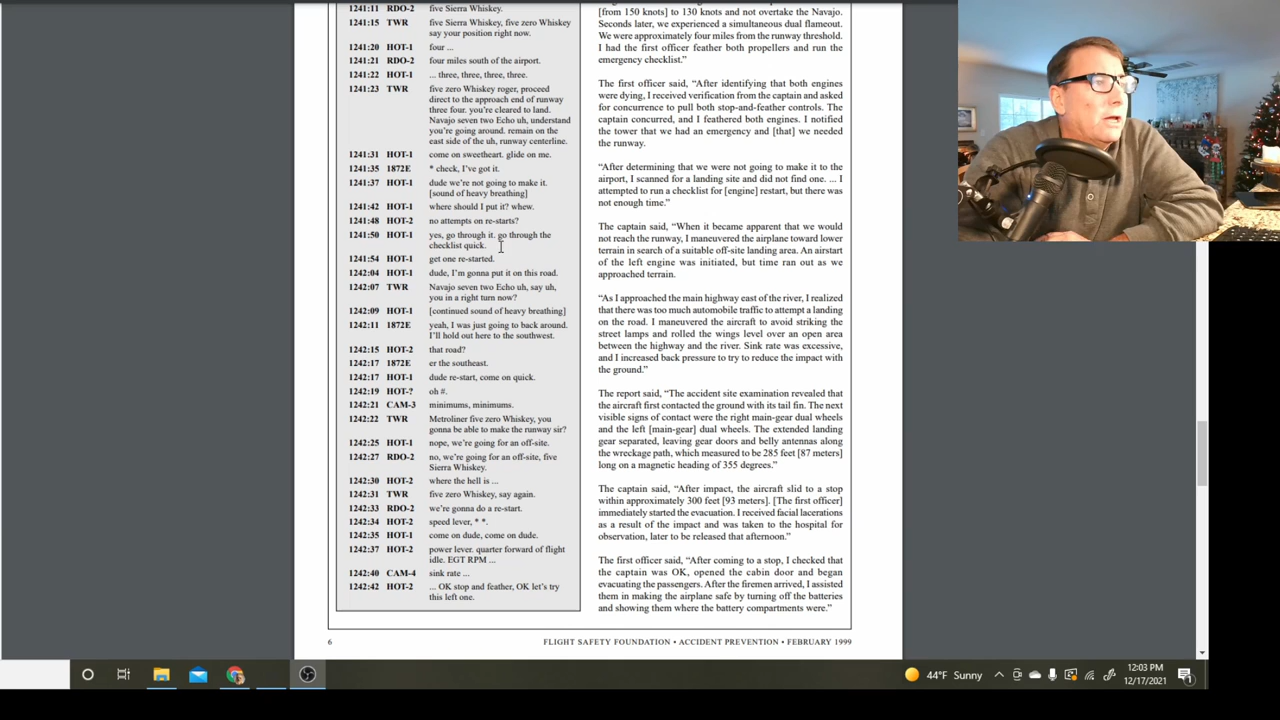 1241:11 RDO-2 five Sierra Whiskey.
1241:15 TWR five Sierra Whiskey, five zero Whiskey
say your position right now.
1241:20 HOT-1 four ...
1241:21 RDO-2 four miles south of the airport.
1241:22 HOT-1 ... three, three, three, three.
1241:23 TWR five zero Whiskey roger, proceed
direct to the approach end of runway
three four. you're cleared to land.
Navajo seven two Echo uh, understand
you're going around. remain on the
east side of the uh, runway centerline.
1241:31 HOT-1 come on sweetheart. glide on me.
1241:35 1872E * check, I've got it.
1241:37 HOT-1 dude we're not going to make it.
[sound of heavy breathing]
1241:42 HOT-1 where should I put it? whew.
1241:48 HOT-2 no attempts on re-starts?
1241:50 HOT-1 yes, go through it. go through the
checklist quick.
1241:54 HOT-1 get one re-started.
1242:04 HOT-1 dude, I'm gonna put it on this road.
1242:07 TWR Navajo seven two Echo uh, say uh,
you in a right turn now?
1242:09 HOT-1 [continued sound of heavy breathing]
1242:11 1872E yeah, I was just going to back around.
I'll hold out here to the southwest.
1242:15 HOT-2 that road?
1242:17 1872E er the southeast.
1242:17 HOT-1 dude re-start, come on quick.
1242:19 HOT-? oh #.
1242:21 CAM-3 minimums, minimums.
1242:22 TWR Metroliner five zero Whiskey, you
gonna be able to make the runway sir?
1242:25 HOT-1 nope, we're going for an off-site.
1242:27 RDO-2 no, we're going for an off-site, five
Sierra Whiskey.
1242:30 HOT-2 where the hell is ...
1242:31 TWR five zero Whiskey, say again.
1242:33 RDO-2 we're gonna do a re-start.
1242:34 HOT-2 speed lever, * *.
1242:35 HOT-1 come on dude, come on dude.
1242:37 HOT-2 power lever. quarter forward of flight
idle. EGT RPM ...
1242:40 CAM-4 sink rate ...
1242:42 HOT-2 ... OK stop and feather, OK let's try
this left one.
[from 150 knots] to 130 knots and not overtake the Navajo.
Seconds later, we experienced a simultaneous dual flameout.
We were approximately four miles from the runway threshold.
I had the first officer feather both propellers and run the
emergency checklist."
The first officer said, "After identifying that both engines
were dying, I received verification from the captain and asked
for concurrence to pull both stop-and-feather controls. The
captain concurred, and I feathered both engines. I notified
the tower that we had an emergency and [that] we needed
the runway.
"After determining that we were not going to make it to the
airport, I scanned for a landing site and did not find one. ... I
attempted to run a checklist for [engine] restart, but there was
not enough time."
The captain said, "When it became apparent that we would
not reach the runway, I maneuvered the airplane toward lower
terrain in search of a suitable off-site landing area. An airstart
of the left engine was initiated, but time ran out as we
approached terrain.
"As I approached the main highway east of the river, I realized
that there was too much automobile traffic to attempt a landing
on the road. I maneuvered the aircraft to avoid striking the
street lamps and rolled the wings level over an open area
between the highway and the river. Sink rate was excessive,
and I increased back pressure to try to reduce the impact with
the ground."
The report said, "The accident site examination revealed that
the aircraft first contacted the ground with its tail fin. The next
visible signs of contact were the right main-gear dual wheels
and the left [main-gear] dual wheels. The extended landing
gear separated, leaving gear doors and belly antennas along
the wreckage path, which measured to be 285 feet [87 meters]
long on a magnetic heading of 355 degrees."
The captain said, "After impact, the aircraft slid to a stop
within approximately 300 feet [93 meters]. [The first officer]
immediately started the evacuation. I received facial lacerations
as a result of the impact and was taken to the hospital for
observation, later to be released that afternoon."
The first officer said, "After coming to a stop, I checked that
the captain was OK, opened the cabin door and began
evacuating the passengers. After the firemen arrived, I assisted
them in making the airplane safe by turning off the batteries
and showing them where the battery compartments were."
6 FLIGHT SAFETY FOUNDATION • ACCIDENT PREVENTION • FEBRUARY 1999
44°F Sunny
12:03 PM
12/17/2021